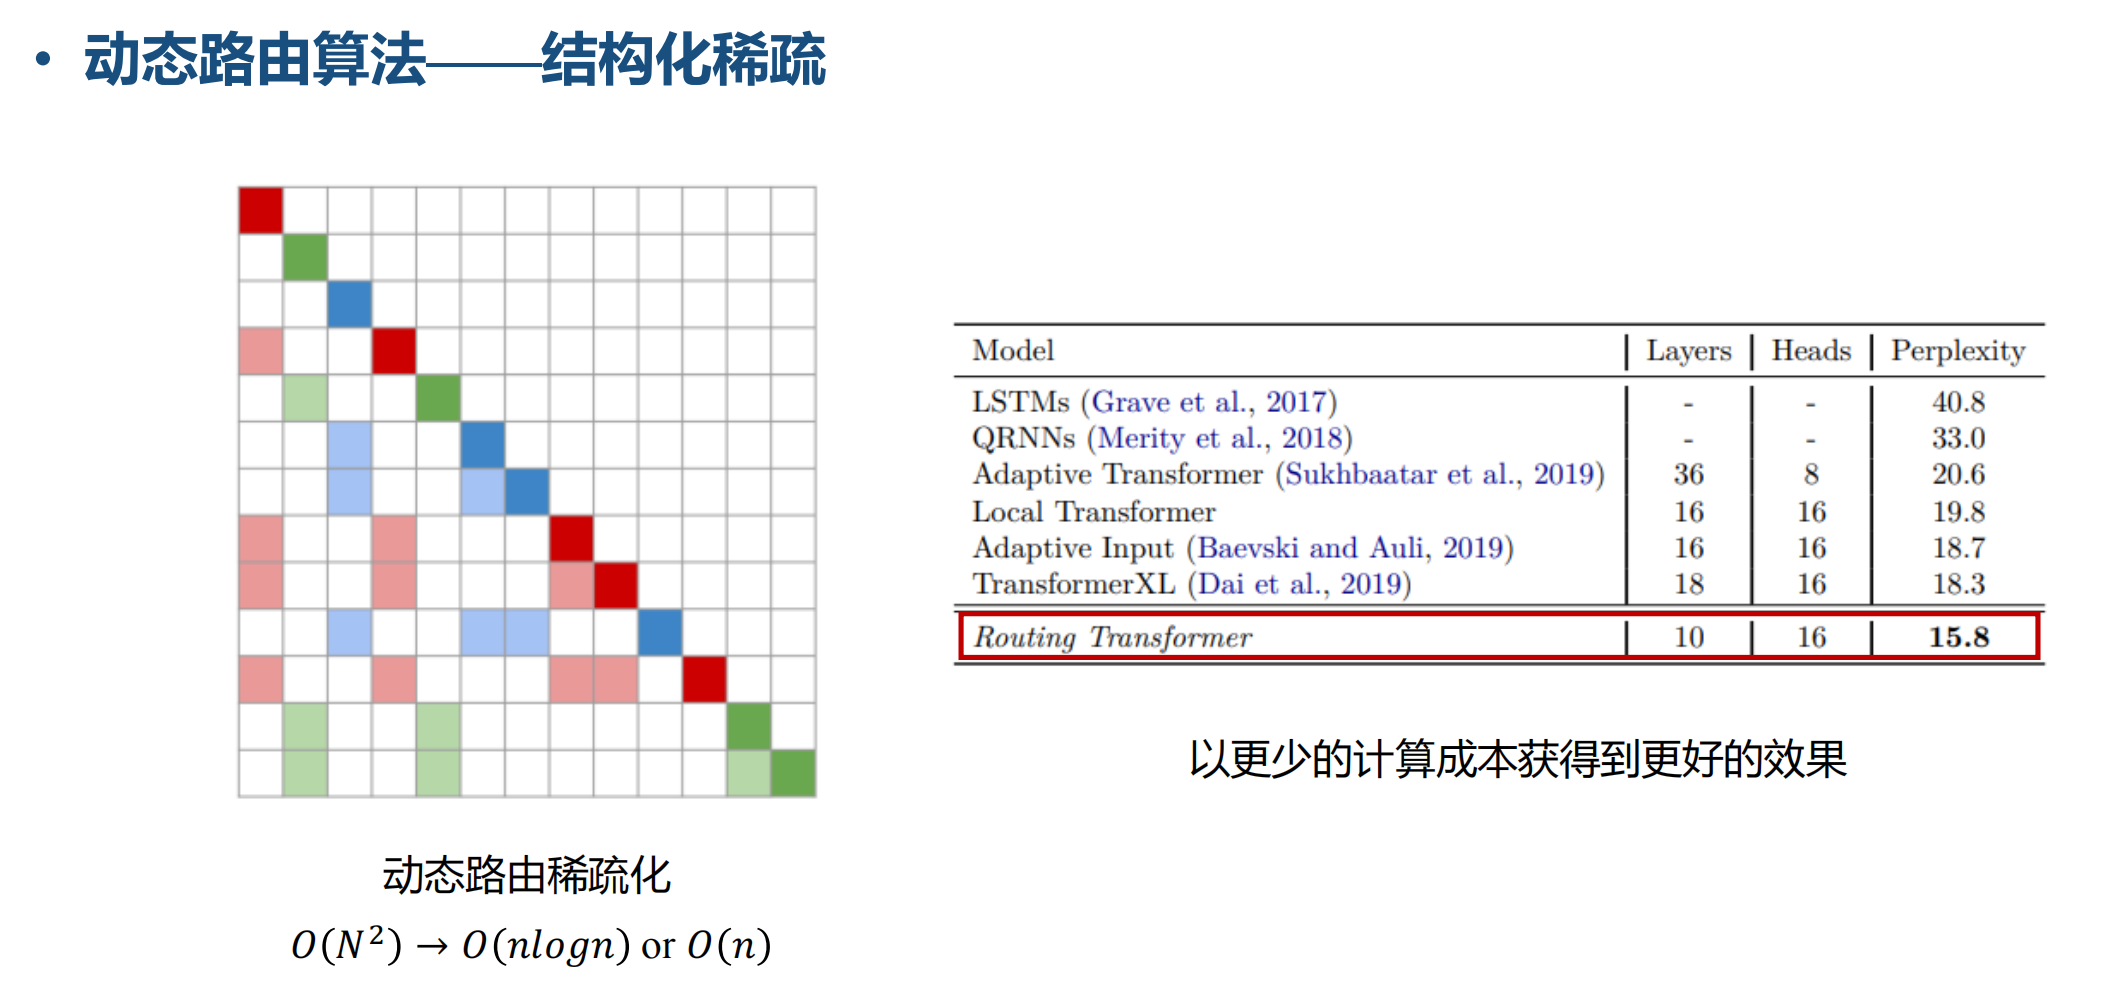 • 动态路由算法——结构化稀疏
动态路由稀疏化
O(N²) → O(nlogn) or O(n)
Model Layers Heads Perplexity
LSTMs (Grave et al., 2017) - - 40.8
QRNNs (Merity et al., 2018) - - 33.0
Adaptive Transformer (Sukhbaatar et al., 2019) 36 8 20.6
Local Transformer 16 16 19.8
Adaptive Input (Baevski and Auli, 2019) 16 16 18.7
TransformerXL (Dai et al., 2019) 18 16 18.3
Routing Transformer 10 16 15.8
以更少的计算成本获得到更好的效果